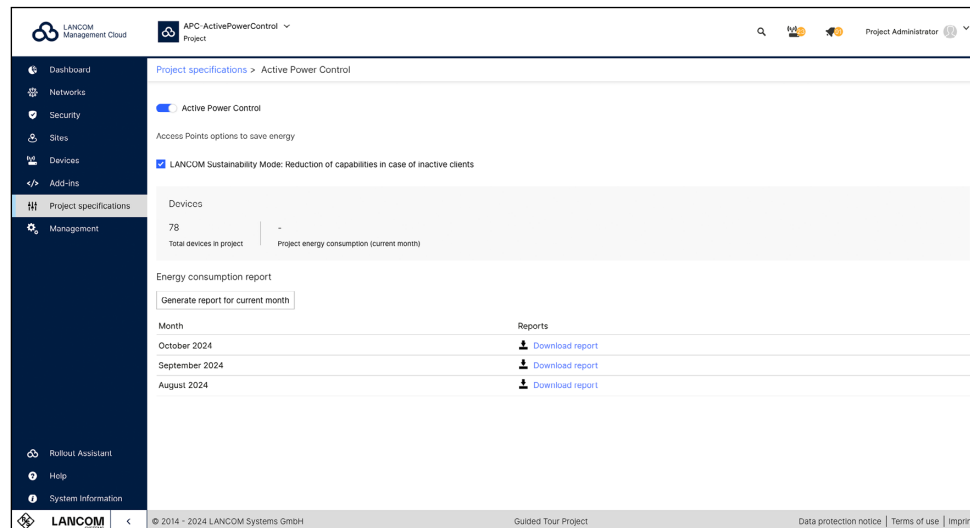 LANCOM
Management Cloud
APC-ActivePowerControl
Project
Project Administrator
Dashboard
Networks
Security
Sites
Devices
Add-ins
Project specifications
Management
Rollout Assistant
Help
System Information
LANCOM
Project specifications > Active Power Control
Active Power Control
Access Points options to save energy
LANCOM Sustainability Mode: Reduction of capabilities in case of inactive clients
Devices
78
-
Total devices in project
Project energy consumption (current month)
Energy consumption report
Generate report for current month
Month Reports
October 2024 Download report
September 2024 Download report
August 2024 Download report
© 2014 - 2024 LANCOM Systems GmbH
Guided Tour Project
Data protection notice | Terms of use |